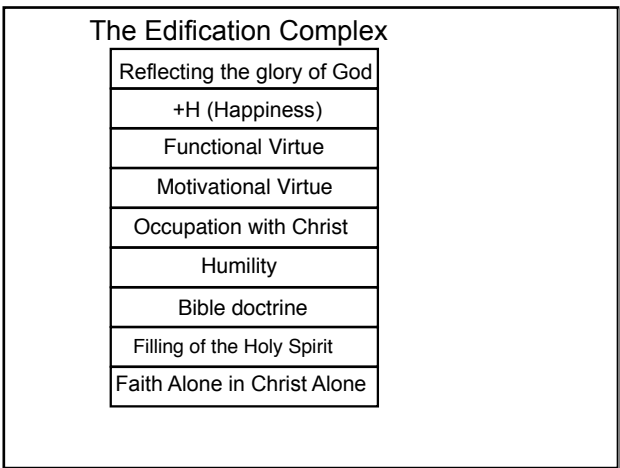 The Edification Complex
Reflecting the glory of God
+H (Happiness)
Functional Virtue
Motivational Virtue
Occupation with Christ
Humility
Bible doctrine
Filling of the Holy Spirit
Faith Alone in Christ Alone